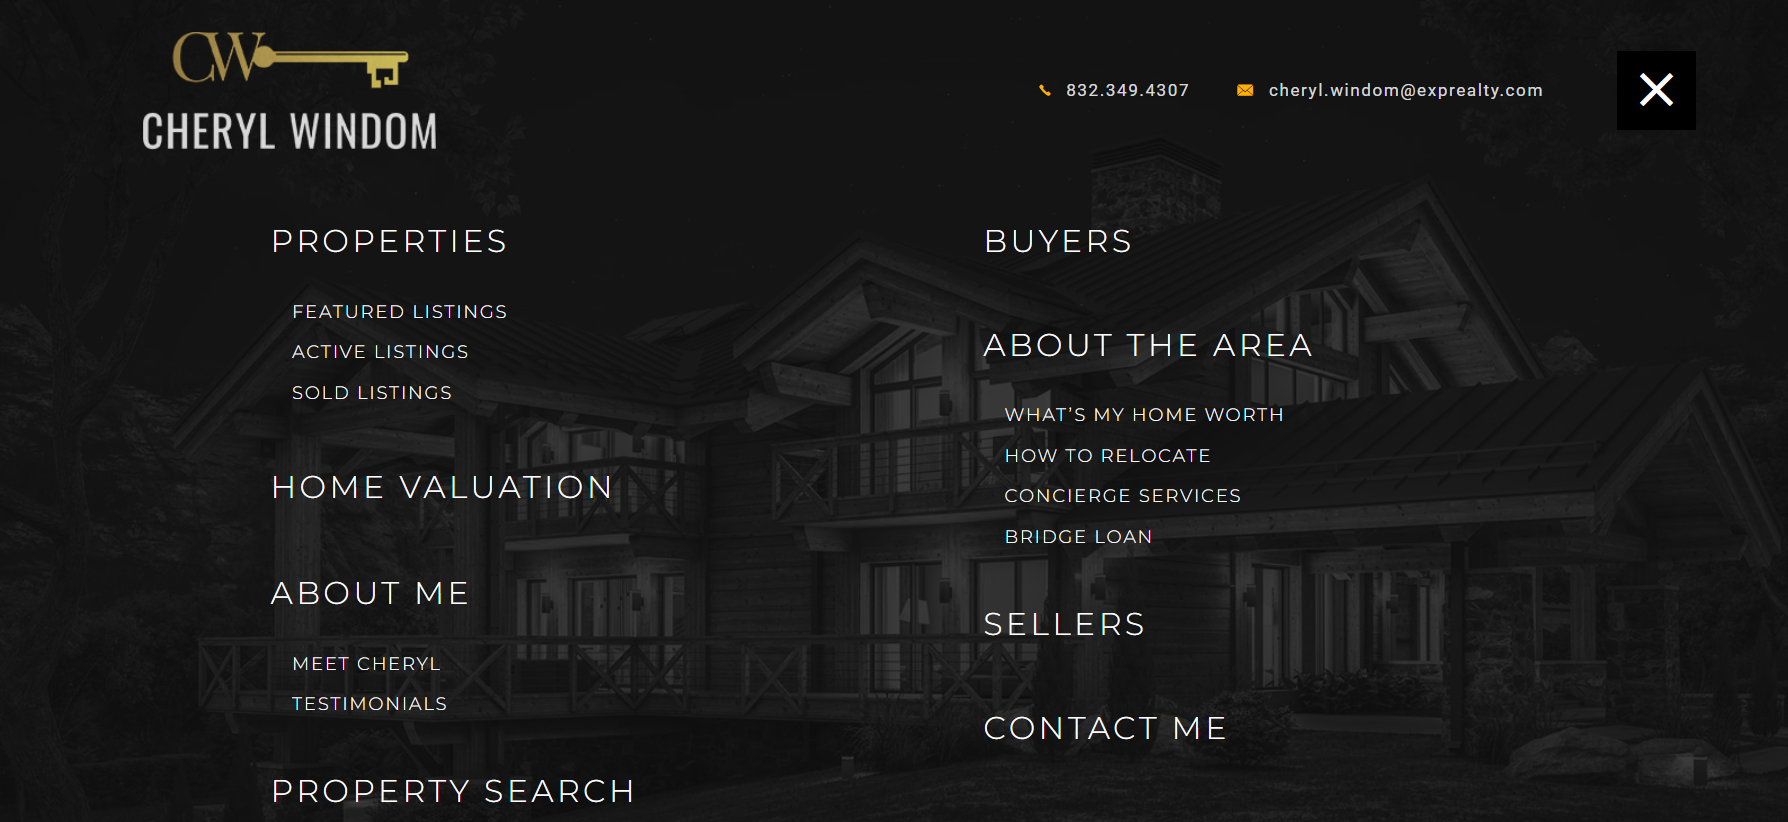 CW
CHERYL WINDOM
832.349.4307
cheryl.windom@exprealty.com
PROPERTIES
FEATURED LISTINGS
ACTIVE LISTINGS
SOLD LISTINGS
HOME VALUATION
ABOUT ME
MEET CHERYL
TESTIMONIALS
PROPERTY SEARCH
BUYERS
ABOUT THE AREA
WHAT’S MY HOME WORTH
HOW TO RELOCATE
CONCIERGE SERVICES
BRIDGE LOAN
SELLERS
CONTACT ME